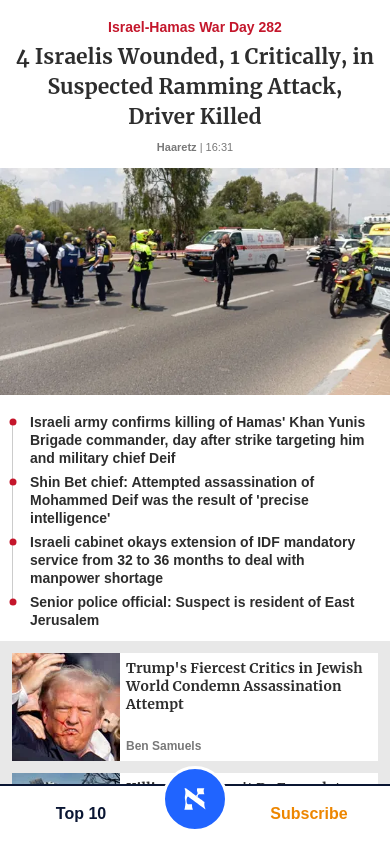 Israel-Hamas War Day 282
4 Israelis Wounded, 1 Critically, in
Suspected Ramming Attack,
Driver Killed
Haaretz | 16:31
Israeli army confirms killing of Hamas' Khan Yunis
Brigade commander, day after strike targeting him
and military chief Deif
Shin Bet chief: Attempted assassination of
Mohammed Deif was the result of 'precise
intelligence'
Israeli cabinet okays extension of IDF mandatory
service from 32 to 36 months to deal with
manpower shortage
Senior police official: Suspect is resident of East
Jerusalem
Trump's Fiercest Critics in Jewish
World Condemn Assassination
Attempt
Ben Samuels
Top 10
Subscribe